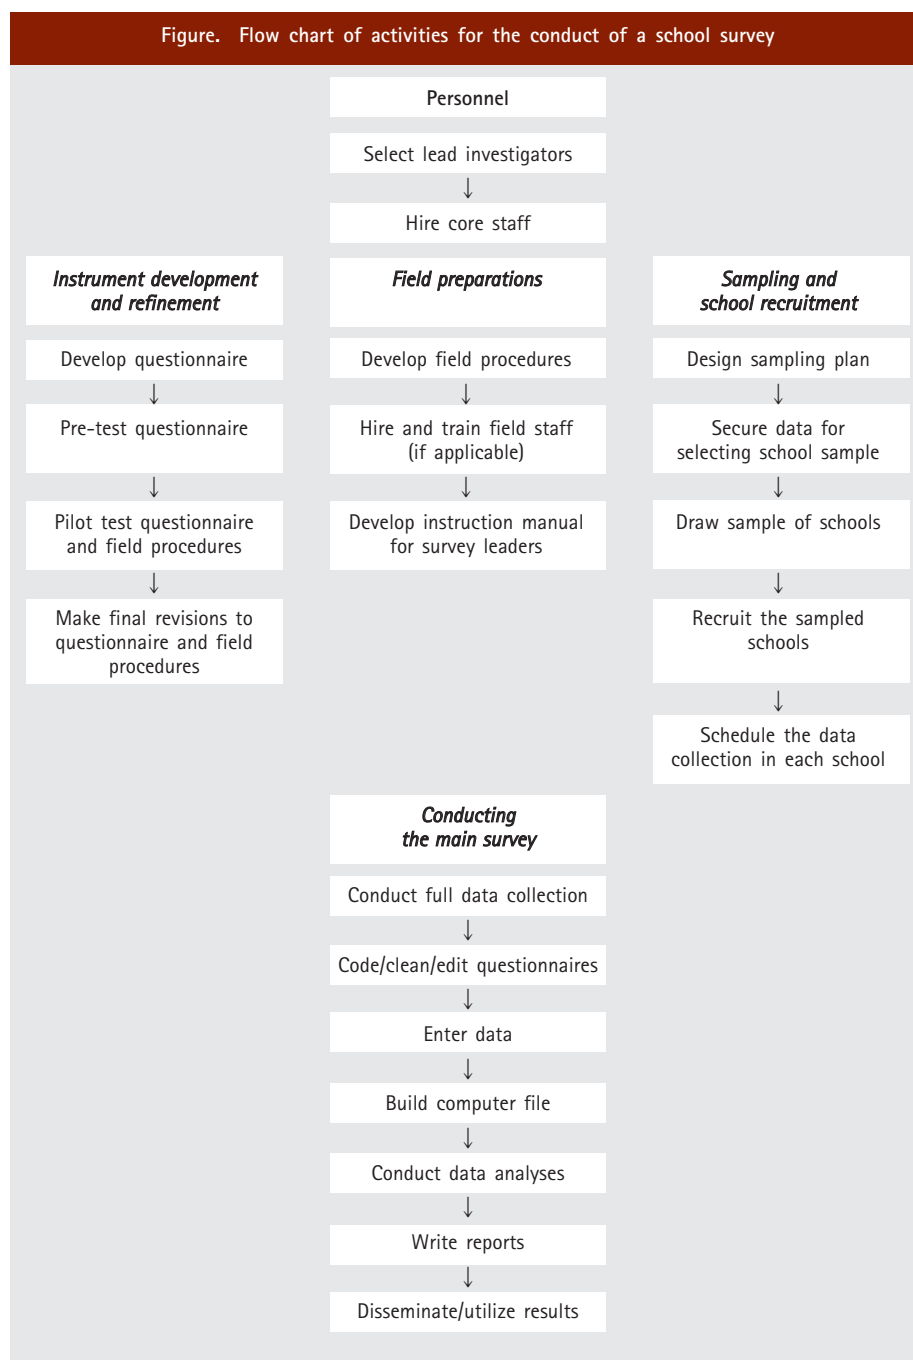 Figure. Flow chart of activities for the conduct of a school survey
Personnel
Select lead investigators
↓
Hire core staff
Instrument development
and refinement
Develop questionnaire
↓
Pre-test questionnaire
↓
Pilot test questionnaire
and field procedures
↓
Make final revisions to
questionnaire and field
procedures
Field preparations
Develop field procedures
↓
Hire and train field staff
(if applicable)
↓
Develop instruction manual
for survey leaders
Sampling and
school recruitment
Design sampling plan
↓
Secure data for
selecting school sample
↓
Draw sample of schools
↓
Recruit the sampled
schools
↓
Schedule the data
collection in each school
Conducting
the main survey
Conduct full data collection
↓
Code/clean/edit questionnaires
↓
Enter data
↓
Build computer file
↓
Conduct data analyses
↓
Write reports
↓
Disseminate/utilize results